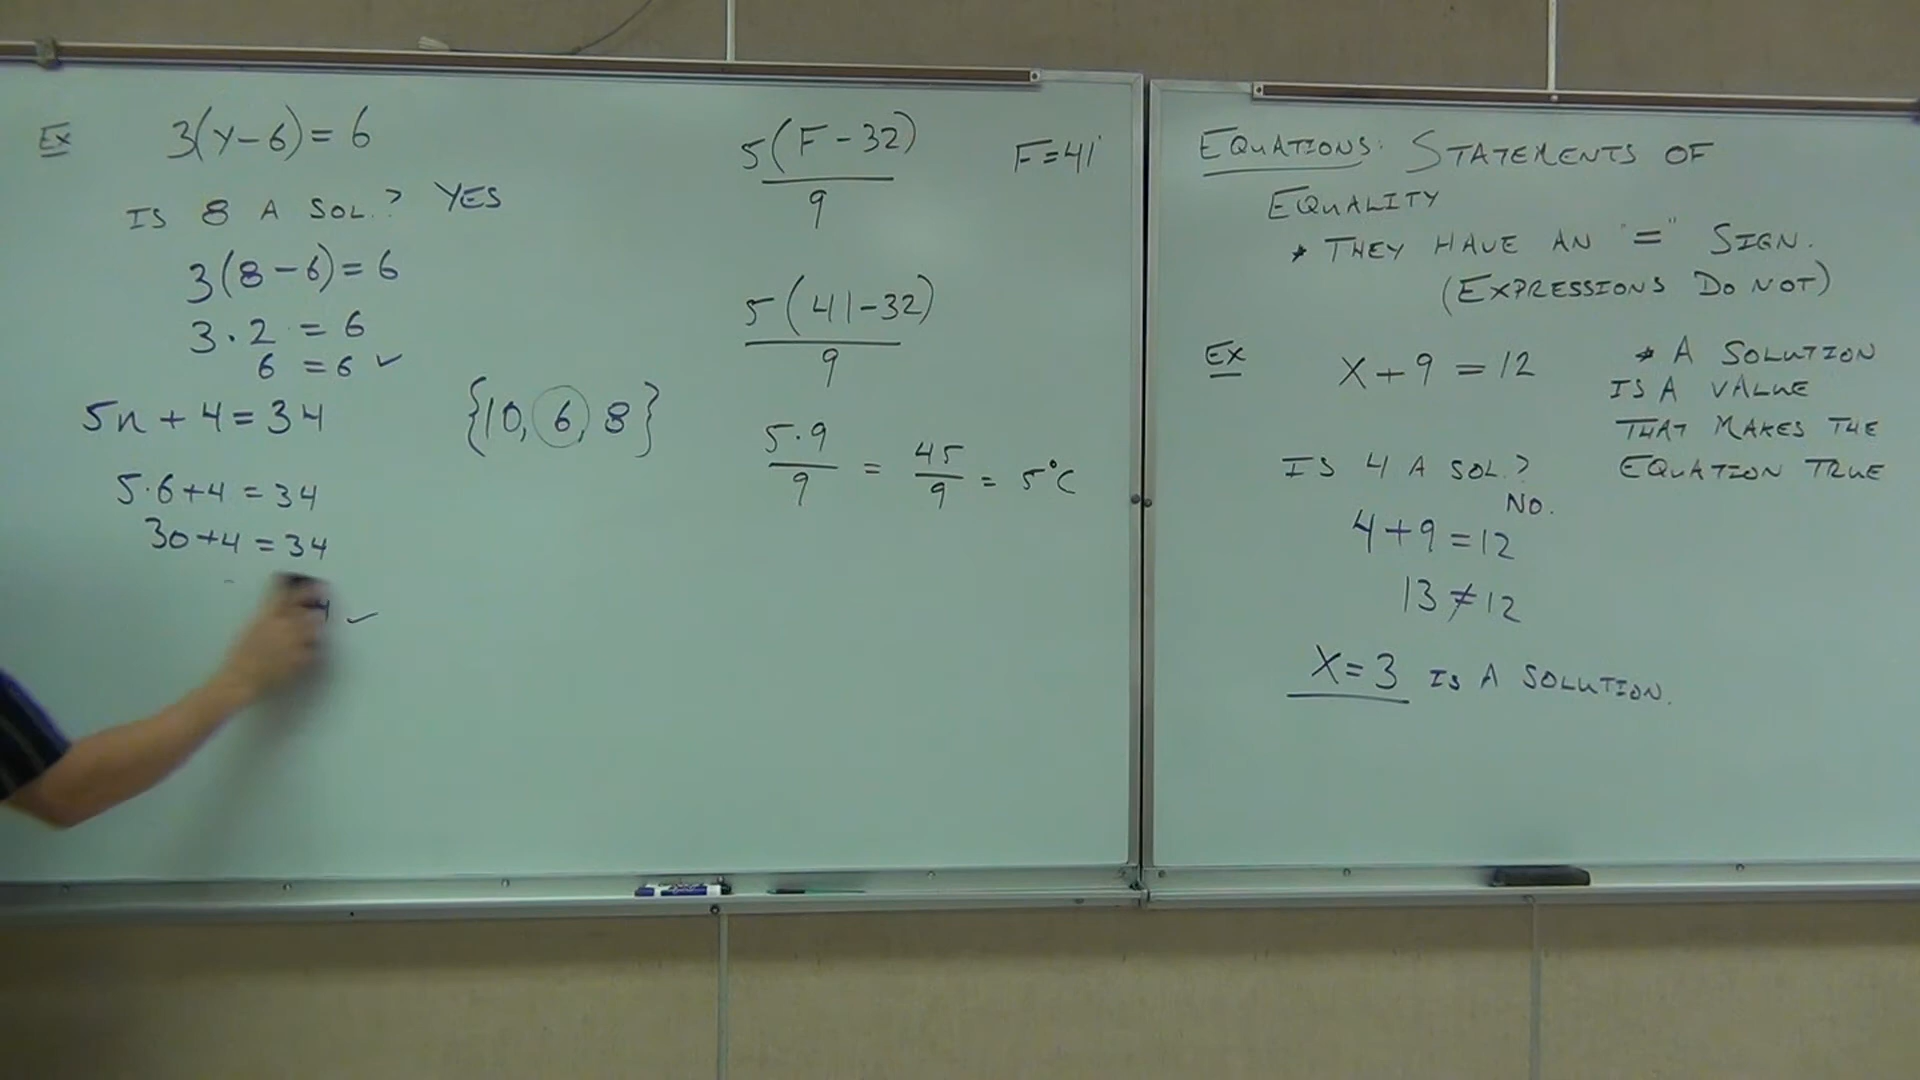 Ex 3(y-6)=6
IS 8 A SOL.? YES
3(8-6)=6
3·2 = 6
6 = 6 ✓
5n+4=34 {10, 6, 8}
5·6+4=34
30+4=34
4 ✓
5(F-32)
9
F=41
5(41-32)
9
5·9/9 = 45/9 = 5°C
EQUATIONS: STATEMENTS OF
EQUALITY
* THEY HAVE AN "=" SIGN.
(EXPRESSIONS DO NOT)
EX x+9=12
* A SOLUTION
IS A VALUE
THAT MAKES THE
EQUATION TRUE
IS 4 A SOL.?
NO.
4+9=12
13≠12
X=3 IS A SOLUTION.